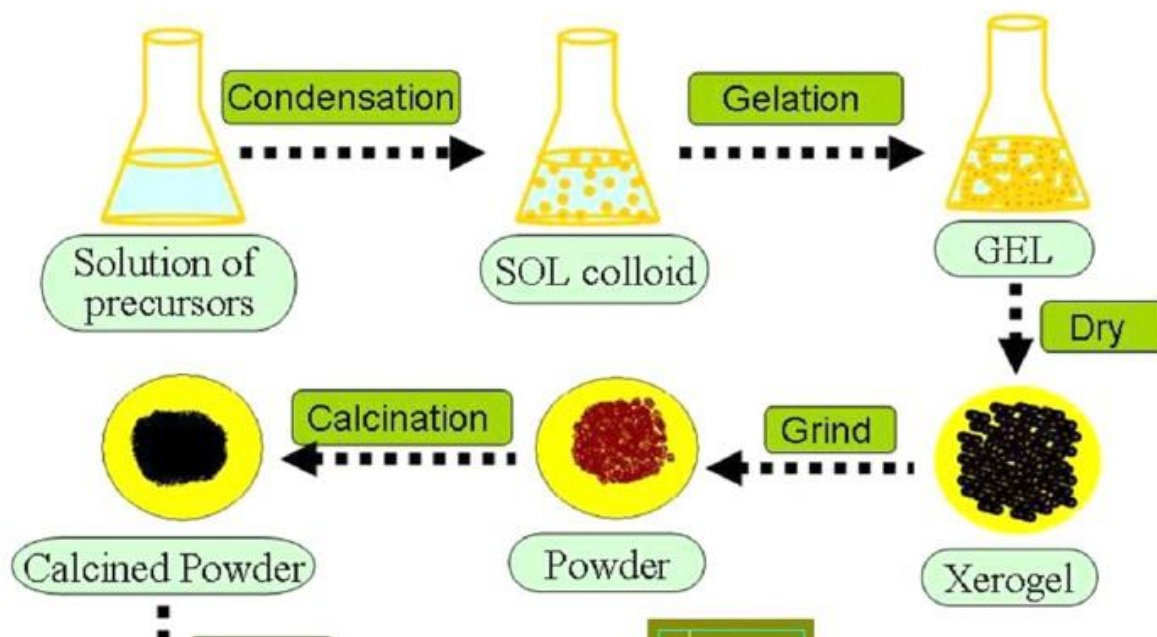 Condensation
Gelation
Solution of
precursors
SOL colloid
GEL
Dry
Calcination
Grind
Calcined Powder
Powder
Xerogel